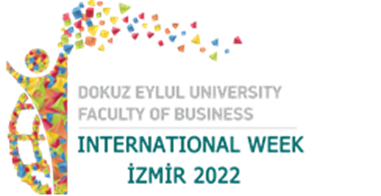 DOKUZ EYLUL UNIVERSITY
FACULTY OF BUSINESS
INTERNATIONAL WEEK
İZMİR 2022